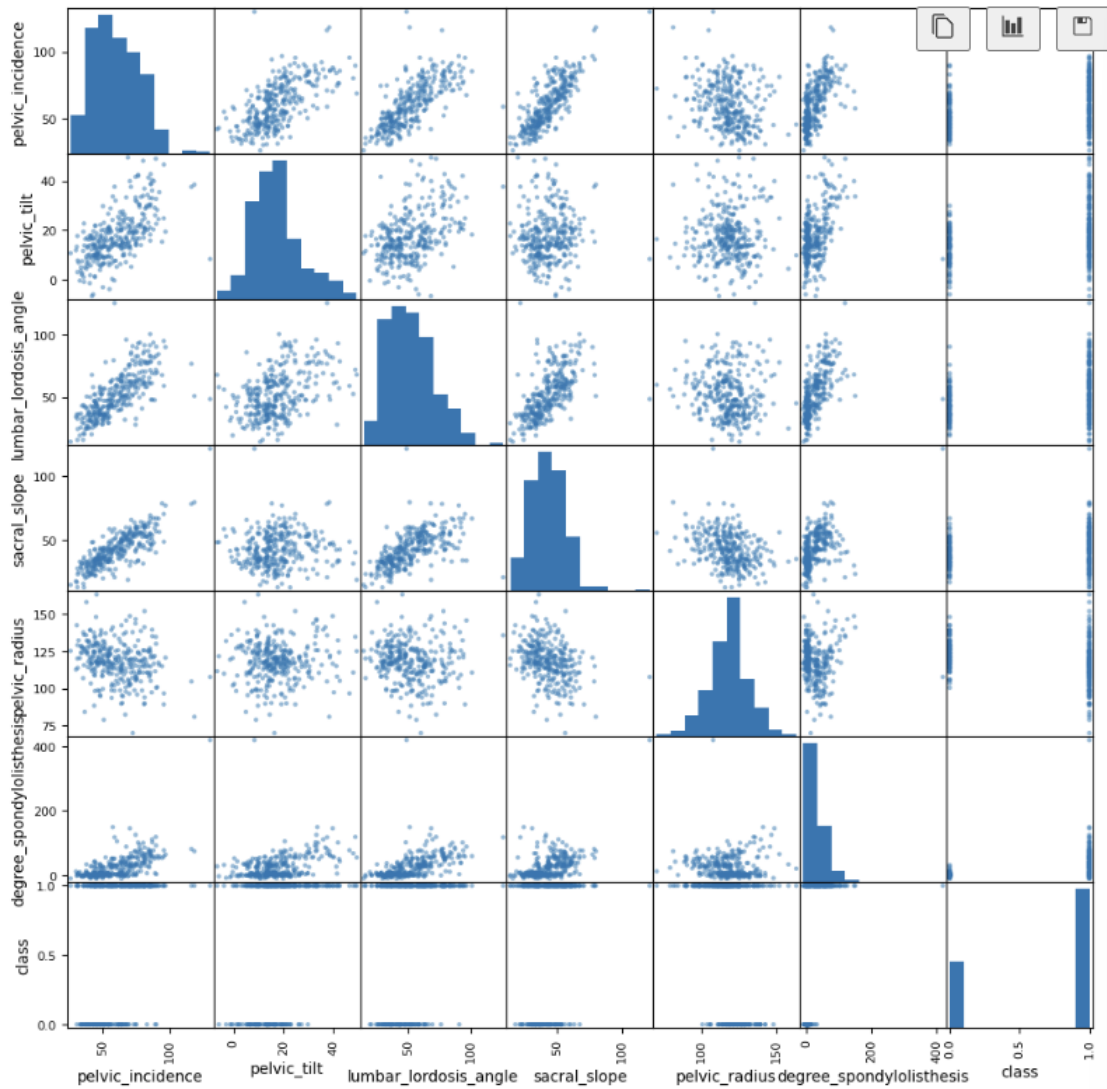 pelvic_incidence
100
50
pelvic_tilt
40
20
0
lumbar_lordosis_angle
100
50
sacral_slope
100
50
pelvic_radius
150
125
100
75
degree_spondylolisthesis
400
200
0
class
1.0
0.5
0.0
50 100 0 20 40 50 100 50 100 100 150 0 200 400 0.0 0.5 1.0
pelvic_incidence pelvic_tilt lumbar_lordosis_angle sacral_slope pelvic_radius degree_spondylolisthesis class